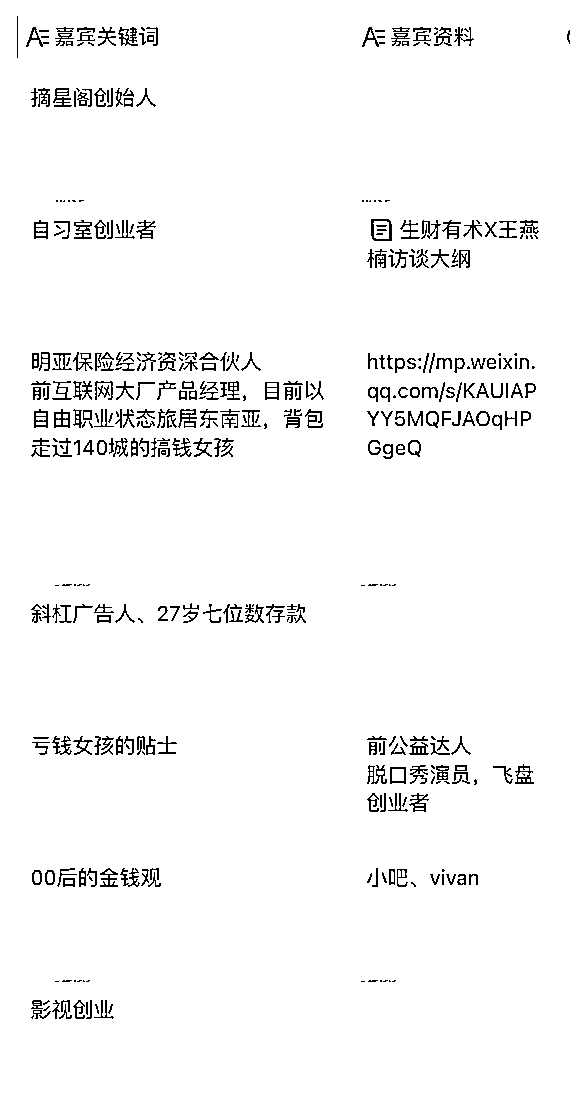 嘉宾关键词
嘉宾资料
摘星阁创始人
自习室创业者
生财有术X王燕
楠访谈大纲
明亚保险经济资深合伙人
前互联网大厂产品经理，目前以
自由职业状态旅居东南亚，背包
走过140城的搞钱女孩
https://mp.weixin.
qq.com/s/KAUIAP
YY5MQFJAOqHP
GgeQ
斜杠广告人、27岁七位数存款
亏钱女孩的贴士
前公益达人
脱口秀演员，飞盘
创业者
00后的金钱观
小吧、vivan
影视创业